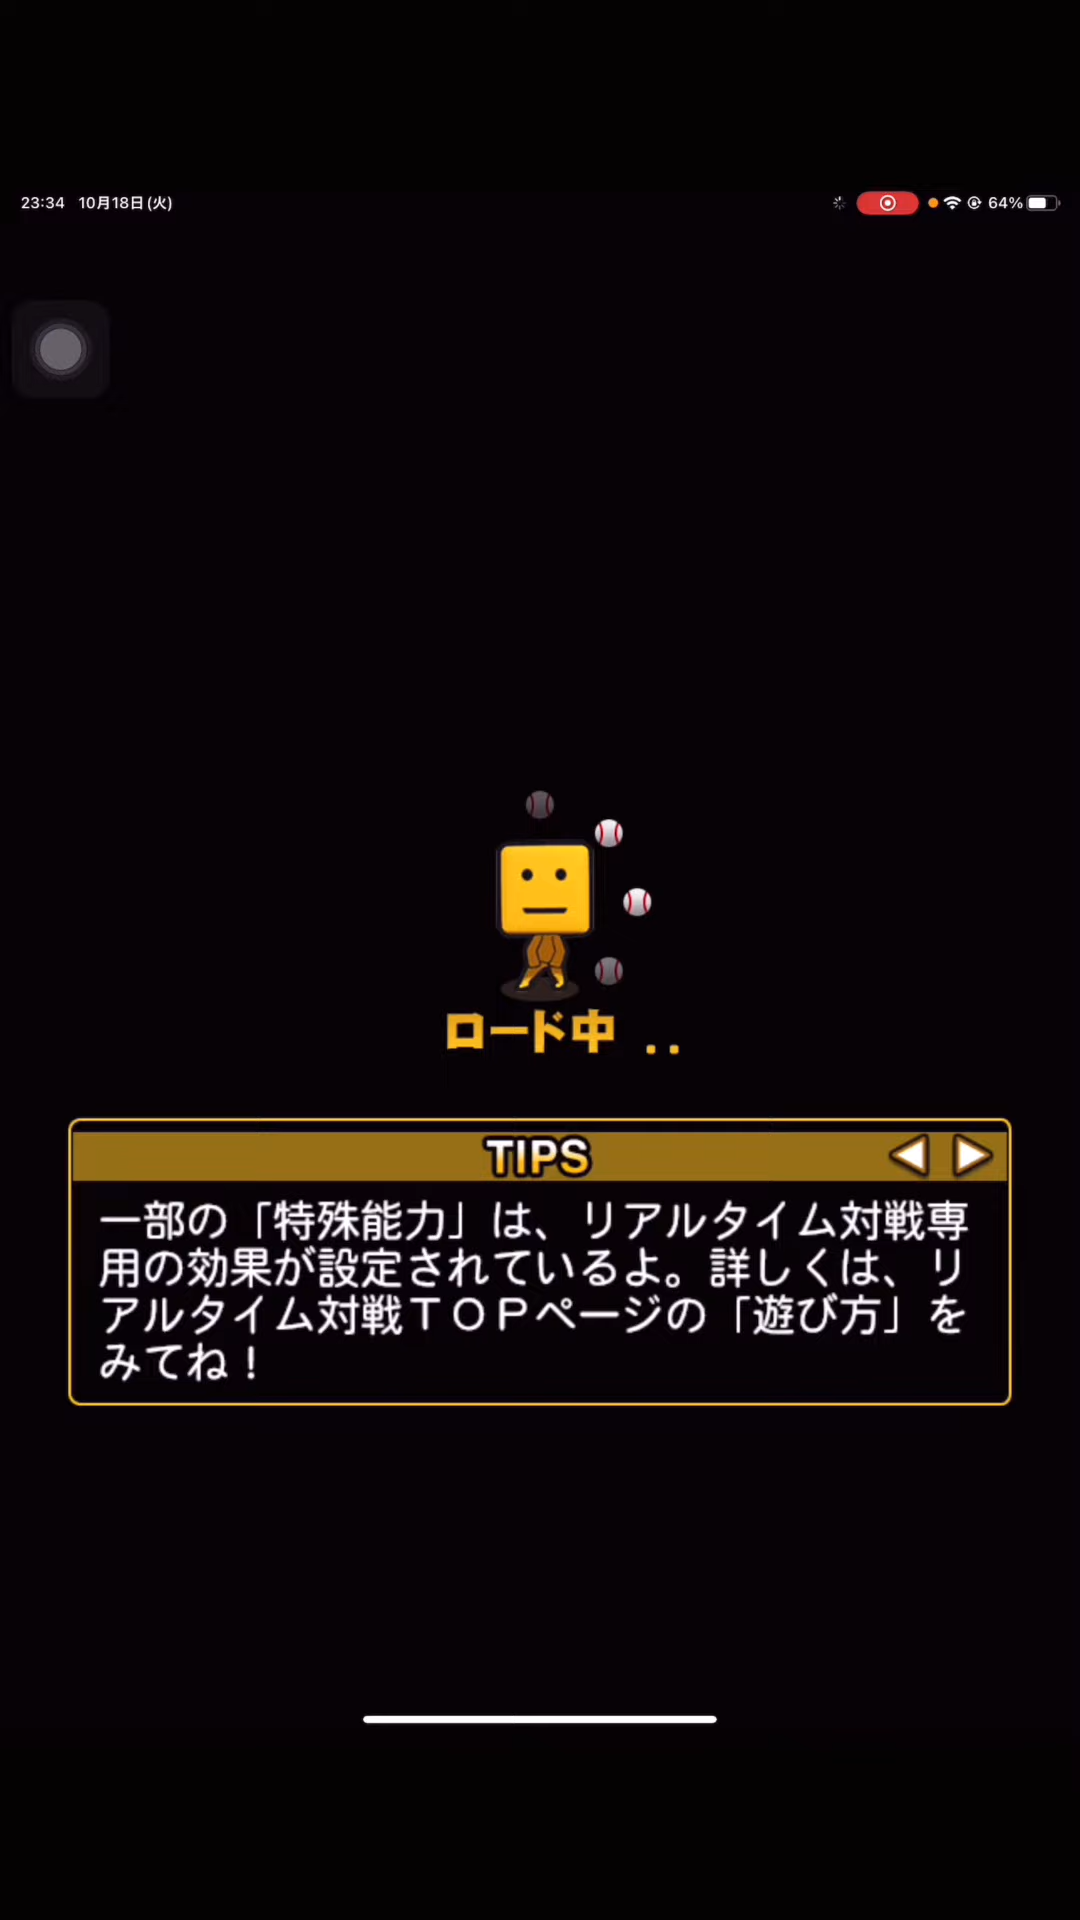 23:34 10月18日(火) 64%
ロード中 ..
TIPS
一部の「特殊能力」は、リアルタイム対戦専
用の効果が設定されているよ。詳しくは、リ
アルタイム対戦ＴＯＰページの「遊び方」を
みてね！